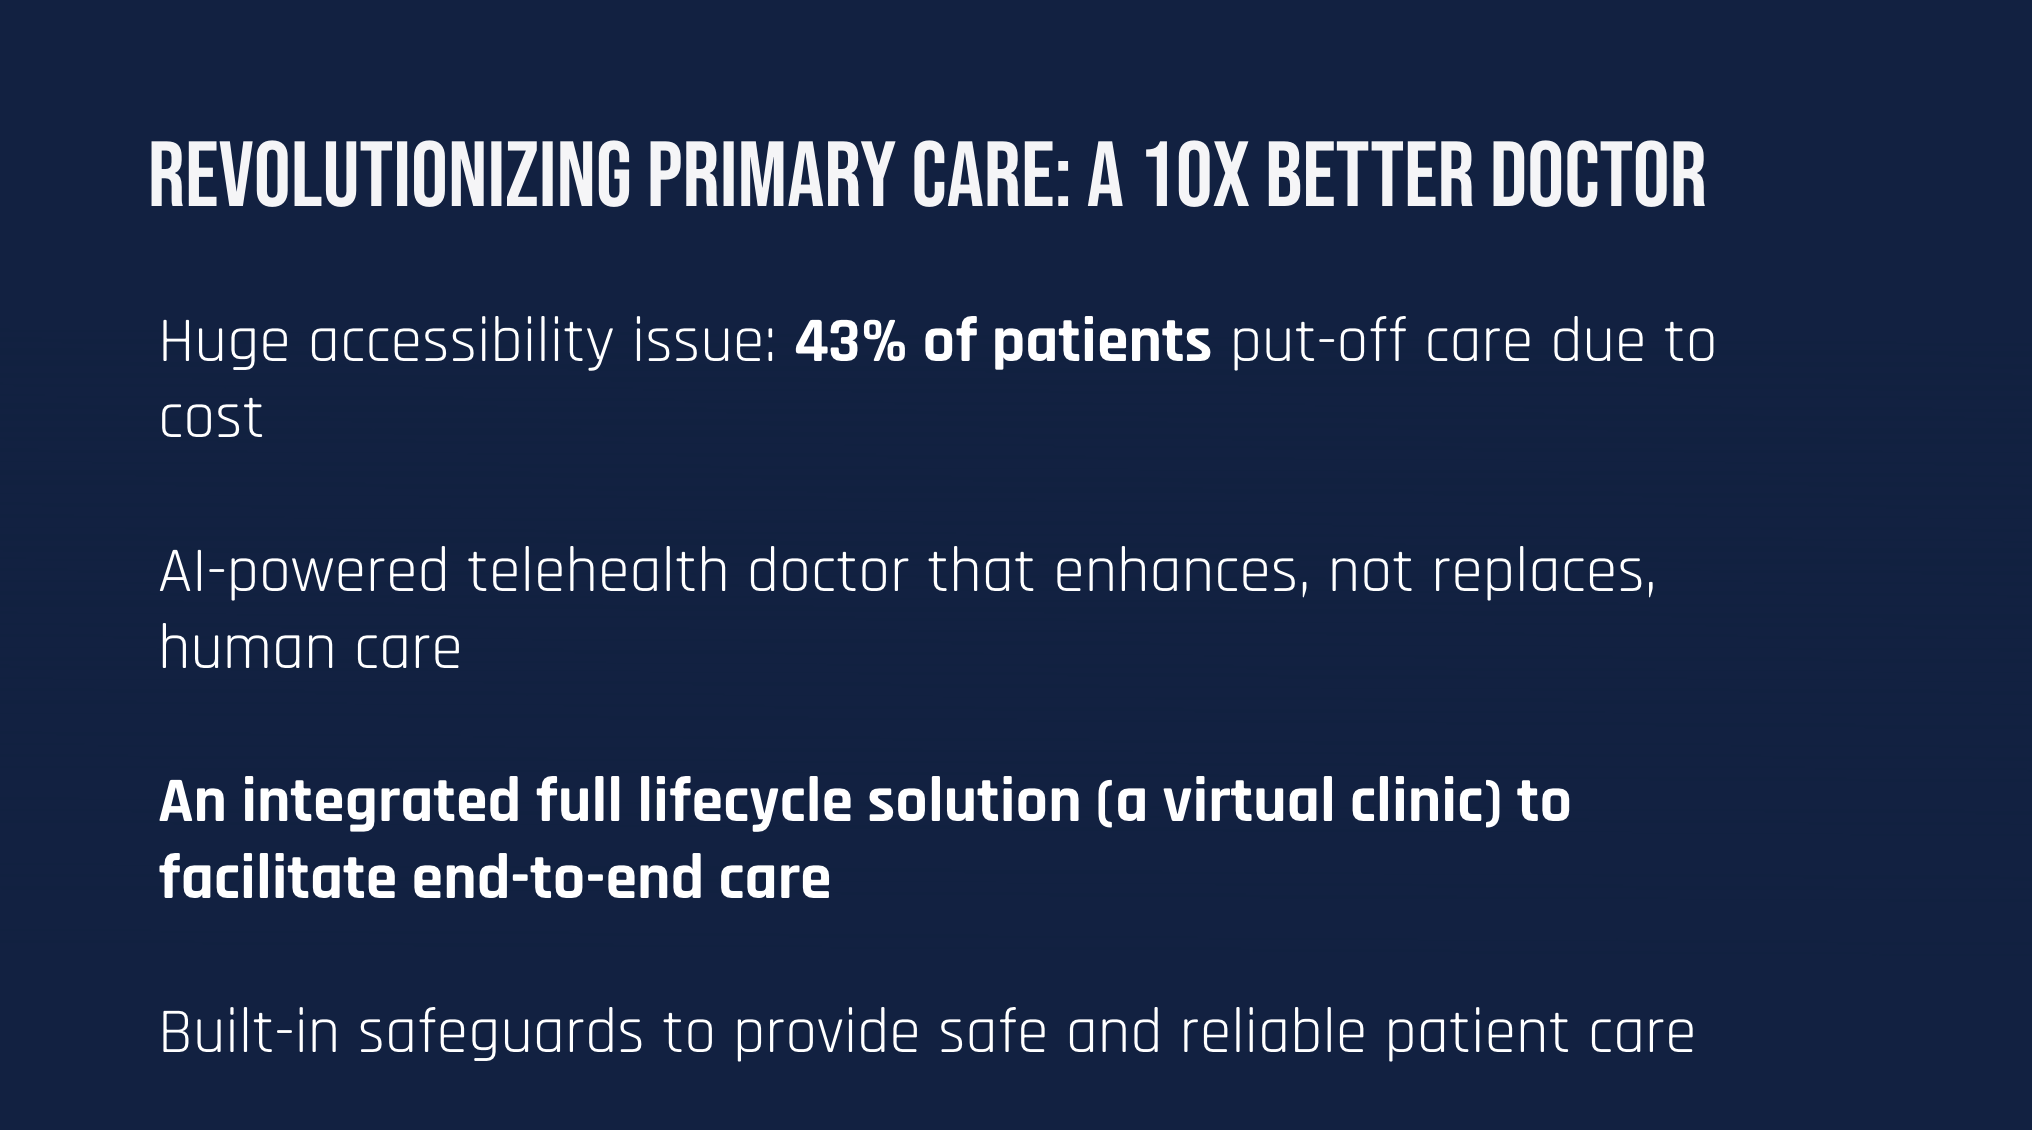 REVOLUTIONIZING PRIMARY CARE: A 10X BETTER DOCTOR
Huge accessibility issue: 43% of patients put-off care due to
cost
AI-powered telehealth doctor that enhances, not replaces,
human care
An integrated full lifecycle solution (a virtual clinic) to
facilitate end-to-end care
Built-in safeguards to provide safe and reliable patient care